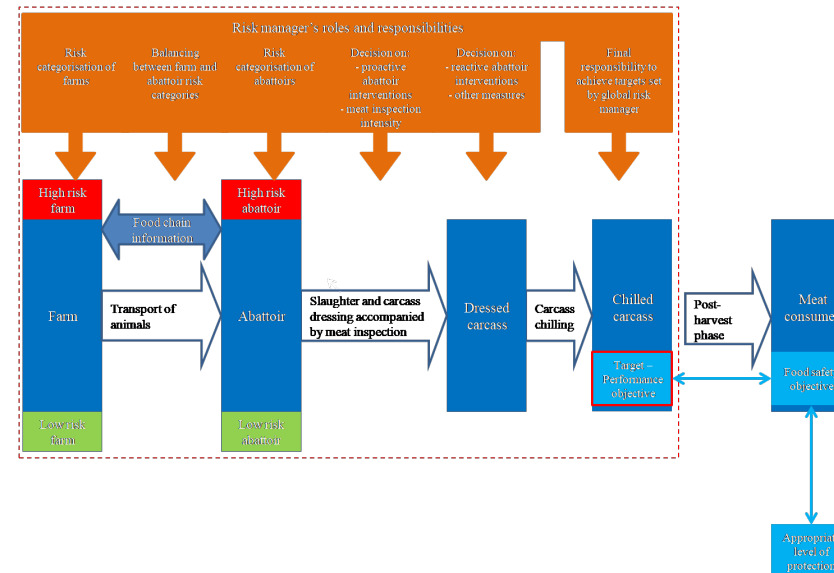 Risk manager's roles and responsibilities
Risk
categorisation of
farms
Balancing
between farm and
abattoir risk
categories
Risk
categorisation of
abattoirs
Decision on:
- proactive
abattoir
interventions
- meat inspection
intensity
Decision on:
- reactive abattoir
interventions
- other measures
Final
responsibility to
achieve targets set
by global risk
manager
High risk
farm
Food chain
information
High risk
abattoir
Farm
Transport of
animals
Abattoir
Slaughter and carcass
dressing accompanied
by meat inspection
Dressed
carcass
Carcass
chilling
Chilled
carcass
Post-
harvest
phase
Meat
consume
Target –
Performance
objective
Food safet
objective
Low risk
farm
Low risk
abattoir
Appropriat
level of
protection